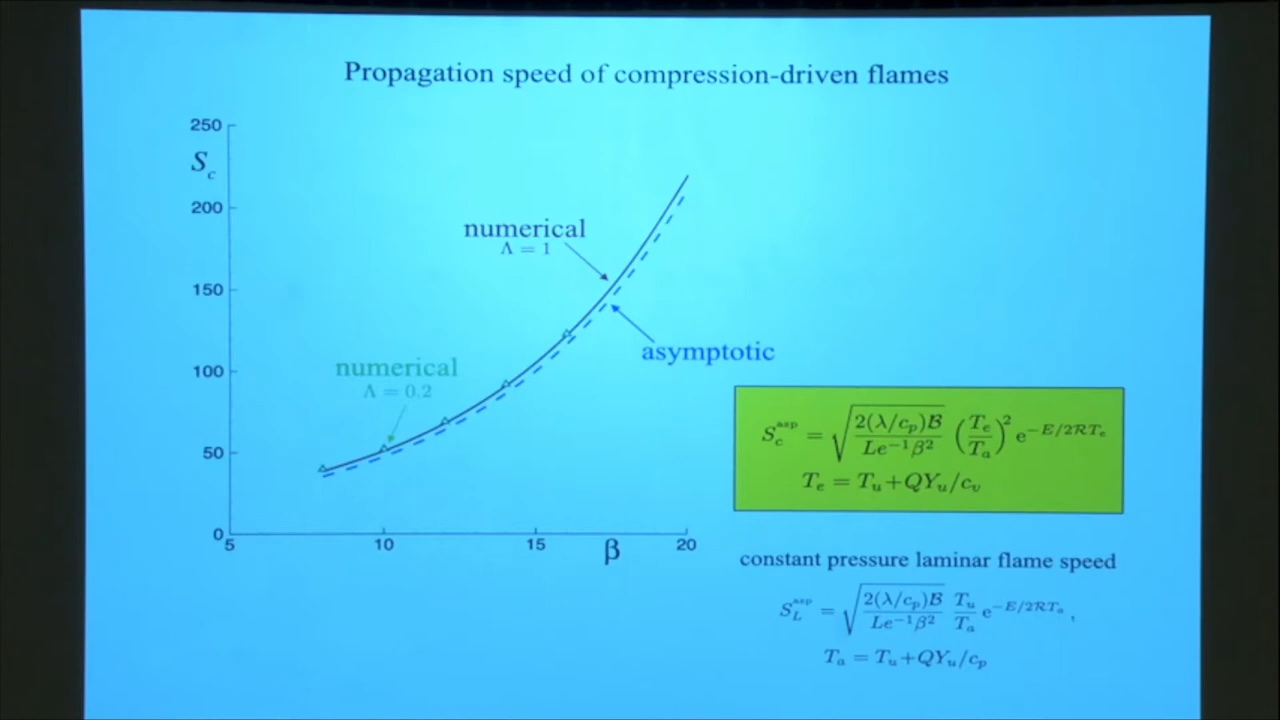 Propagation speed of compression-driven flames
250
S_c
200
150
100
50
0
5
10
15
β
20
numerical
Λ = 1
asymptotic
numerical
Λ = 0.2
S_c^{asp} = √(2(λ/c_p)B / Le^{-1}β^2) (T_e/T_a)^2 e^{-E/2RT_e}
T_e = T_u+QY_u/c_v
constant pressure laminar flame speed
S_L^{asp} = √(2(λ/c_p)B / Le^{-1}β^2) T_u/T_a e^{-E/2RT_a} ,
T_a = T_u+QY_u/c_p